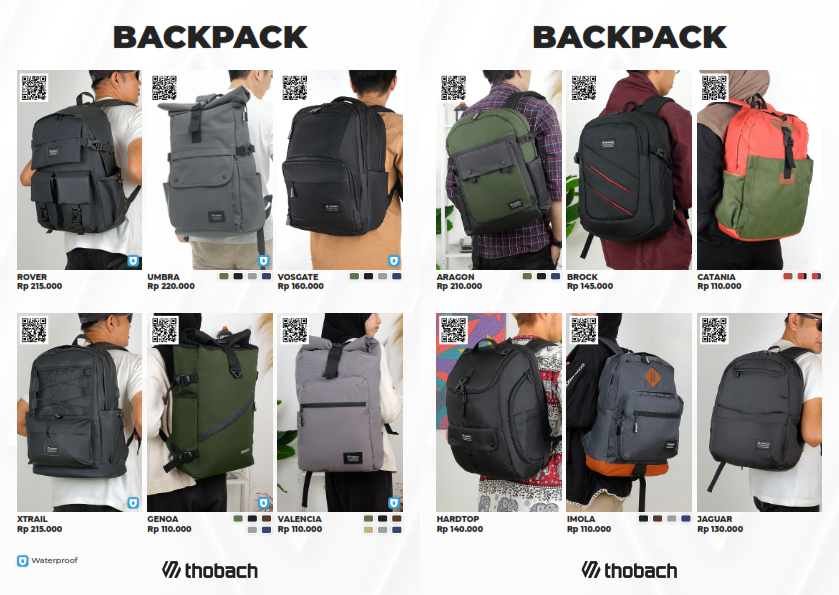 BACKPACK
ROVER
Rp 215.000
UMBRA
Rp 220.000
VOSGATE
Rp 160.000
XTRAIL
Rp 215.000
GENOA
Rp 110.000
VALENCIA
Rp 110.000
Waterproof
thobach
BACKPACK
ARAGON
Rp 210.000
BROCK
Rp 145.000
CATANIA
Rp 110.000
HARDTOP
Rp 140.000
IMOLA
Rp 110.000
JAGUAR
Rp 130.000
thobach